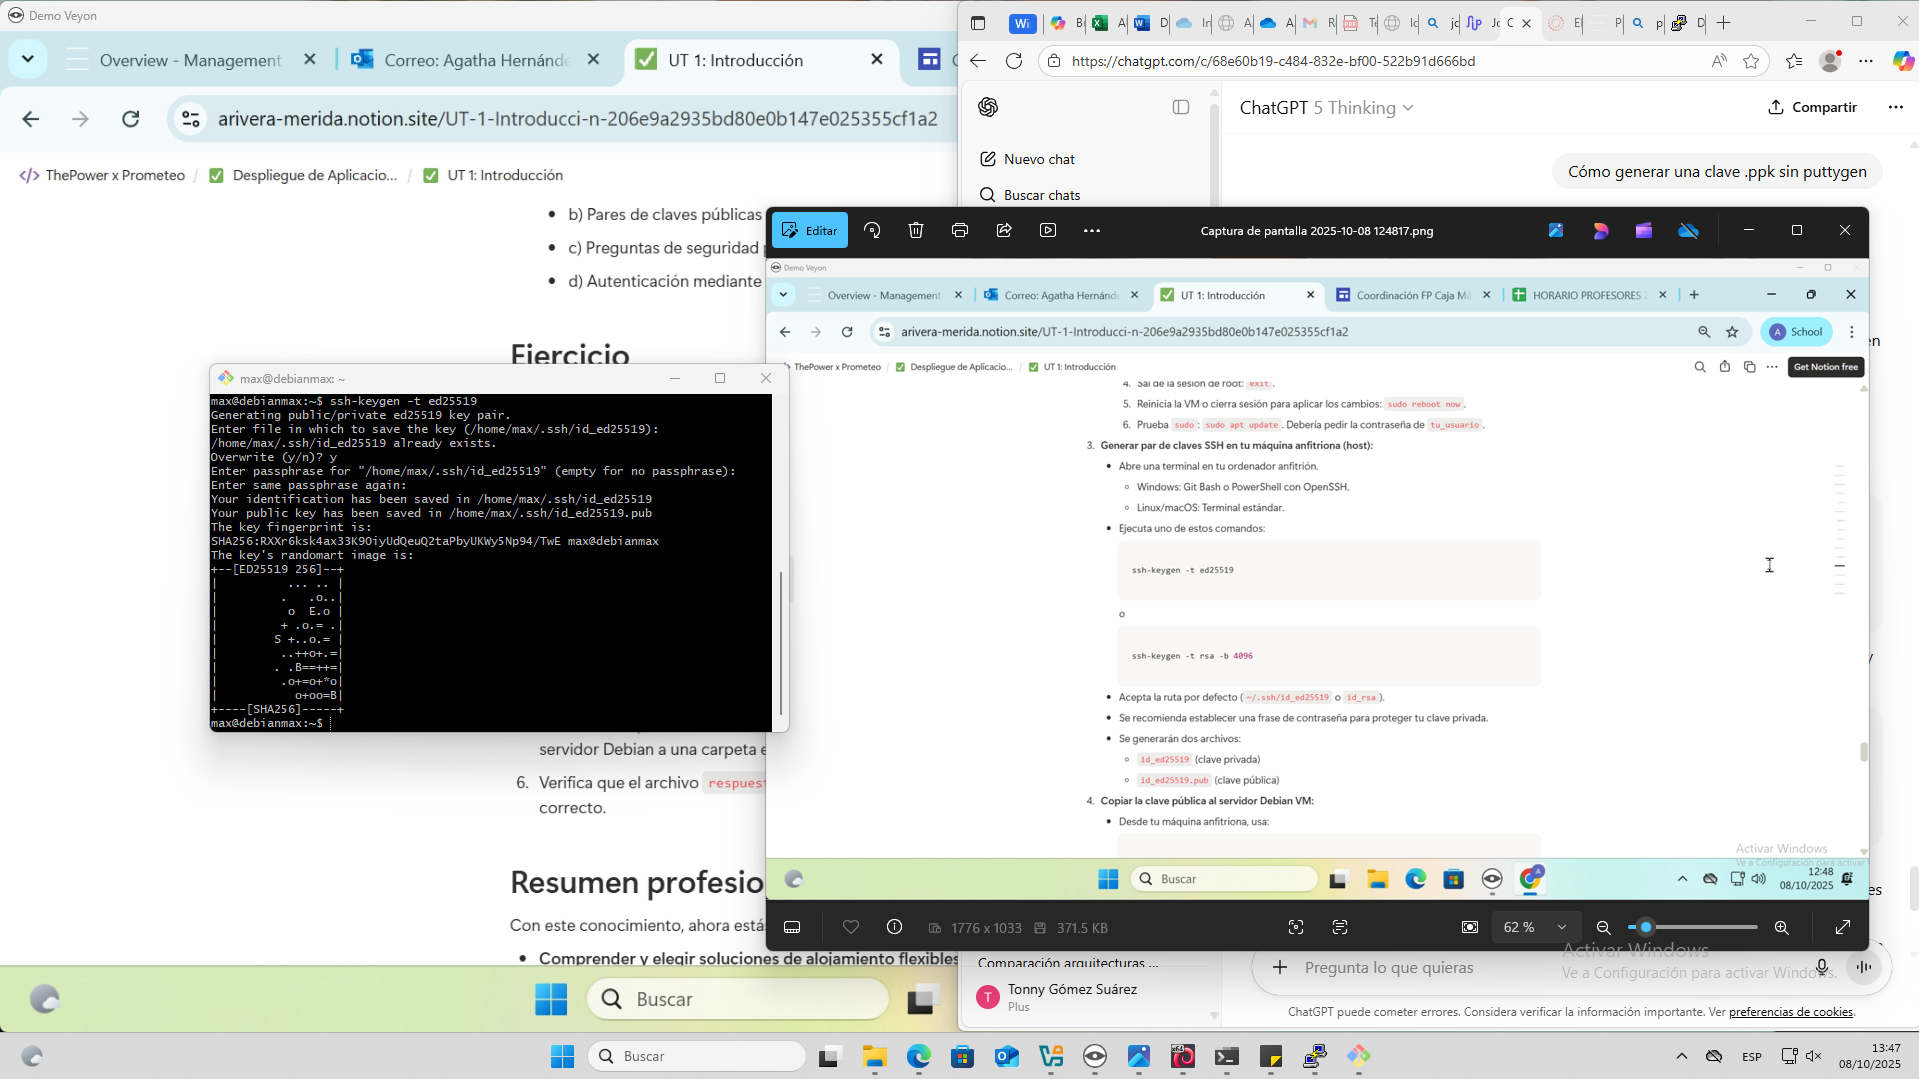 Demo Veyon
Overview - Management
Correo: Agatha Hernánde
UT 1: Introducción
arivera-merida.notion.site/UT-1-Introducci-n-206e9a2935bd80e0b147e025355cf1a2
ThePower x Prometeo / Despliegue de Aplicacio... / UT 1: Introducción
b) Pares de claves públicas
c) Preguntas de seguridad
d) Autenticación mediante
Ejercicio
servidor Debian a una carpeta
6. Verifica que el archivo
correcto.
Resumen profesio
Con este conocimiento, ahora está
Comprender y elegir soluciones de alojamiento flexibles
Buscar
max@debianmax: ~
max@debianmax:~$ ssh-keygen -t ed25519
Generating public/private ed25519 key pair.
Enter file in which to save the key (/home/max/.ssh/id_ed25519):
/home/max/.ssh/id_ed25519 already exists.
Overwrite (y/n)? y
Enter passphrase for "/home/max/.ssh/id_ed25519" (empty for no passphrase):
Enter same passphrase again:
Your identification has been saved in /home/max/.ssh/id_ed25519
Your public key has been saved in /home/max/.ssh/id_ed25519.pub
The key fingerprint is:
SHA256:RXXr6ksk4ax33K9OiyUdQeuQ2taPbyUKWy5Np94/TwE max@debianmax
The key's randomart image is:
+--[ED25519 256]--+
|          ... .. |
|         .   .o..|
|          o  E.o |
|         + .o.= .|
|        S +..o.= |
|         ..++o+.=|
|        . .B==++=|
|         .o+=o+*o|
|           o+oo=B|
+----[SHA256]-----+
max@debianmax:~$
https://chatgpt.com/c/68e60b19-c484-832e-bf00-522b91d666bd
ChatGPT 5 Thinking
Compartir
Nuevo chat
Buscar chats
Cómo generar una clave .ppk sin puttygen
Editar
Captura de pantalla 2025-10-08 124817.png
Demo Veyon
Overview - Management
Correo: Agatha Hernánd
UT 1: Introducción
Coordinación FP Caja Má
HORARIO PROFESORES
arivera-merida.notion.site/UT-1-Introducci-n-206e9a2935bd80e0b147e025355cf1a2
School
ThePower x Prometeo / Despliegue de Aplicacio... / UT 1: Introducción
Get Notion free
4. Sal de la sesión de root: exit.
5. Reinicia la VM o cierra sesión para aplicar los cambios: sudo reboot now.
6. Prueba sudo: sudo apt update. Debería pedir la contraseña de tu_usuario.
3. Generar par de claves SSH en tu máquina anfitriona (host):
Abre una terminal en tu ordenador anfitrión.
Windows: Git Bash o PowerShell con OpenSSH.
Linux/macOS: Terminal estándar.
Ejecuta uno de estos comandos:
ssh-keygen -t ed25519
o
ssh-keygen -t rsa -b 4096
Acepta la ruta por defecto (~/.ssh/id_ed25519 o id_rsa).
Se recomienda establecer una frase de contraseña para proteger tu clave privada.
Se generarán dos archivos:
id_ed25519 (clave privada)
id_ed25519.pub (clave pública)
4. Copiar la clave pública al servidor Debian VM:
Desde tu máquina anfitriona, usa:
Activar Windows
Ve a Configuración para activar
Buscar
12:48
08/10/2025
1776 x 1033
371.5 KB
62 %
Comparación arquitecturas ...
Tonny Gómez Suárez
Plus
Pregunta lo que quieras
Activar Windows
Ve a Configuración para activar Windows.
ChatGPT puede cometer errores. Considera verificar la información importante. Ver preferencias de cookies.
Buscar
ESP
13:47
08/10/2025